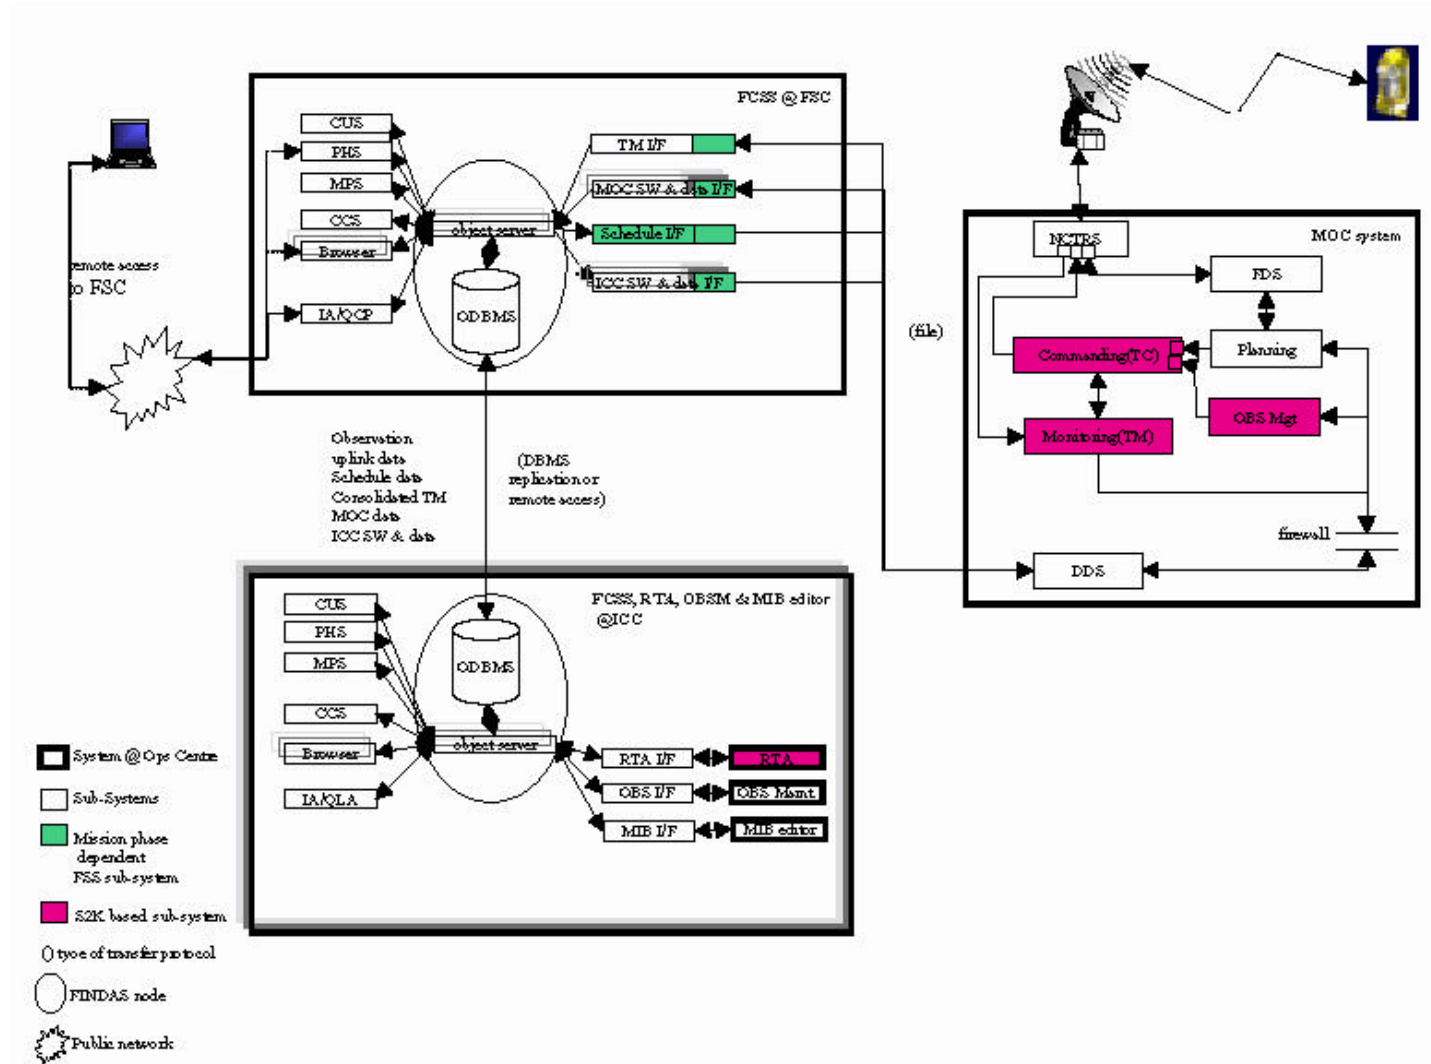 FCSS @ FSC
CUS
PHS
MPS
CCS
Browser
IA/QCP
object server
ODBMS
TM I/F
MOC SW & data I/F
Schedule I/F
ICC SW & data I/F
remote access
to FSC
MOC system
NCTRS
FDS
Planning
Commanding(TC)
OBS Mgt
Monitoring(TM)
firewall
DDS
(file)
Observation
uplink data
Schedule data
Consolidated TM
MOC data
ICC SW & data
(DBMS
replication or
remote access)
FCSS, RTA, OBSM & MIB editor
@ICC
CUS
PHS
MPS
CCS
Browser
IA/QLA
ODBMS
object server
RTA I/F
RTA
OBS I/F
OBS Msmt
MIB I/F
MIB editor
System @ Ops Centre
Sub-Systems
Mission phase
dependent
FSS sub-system
S2K based sub-system
() tyoe of transfer protocol
FINDAS node
Public network